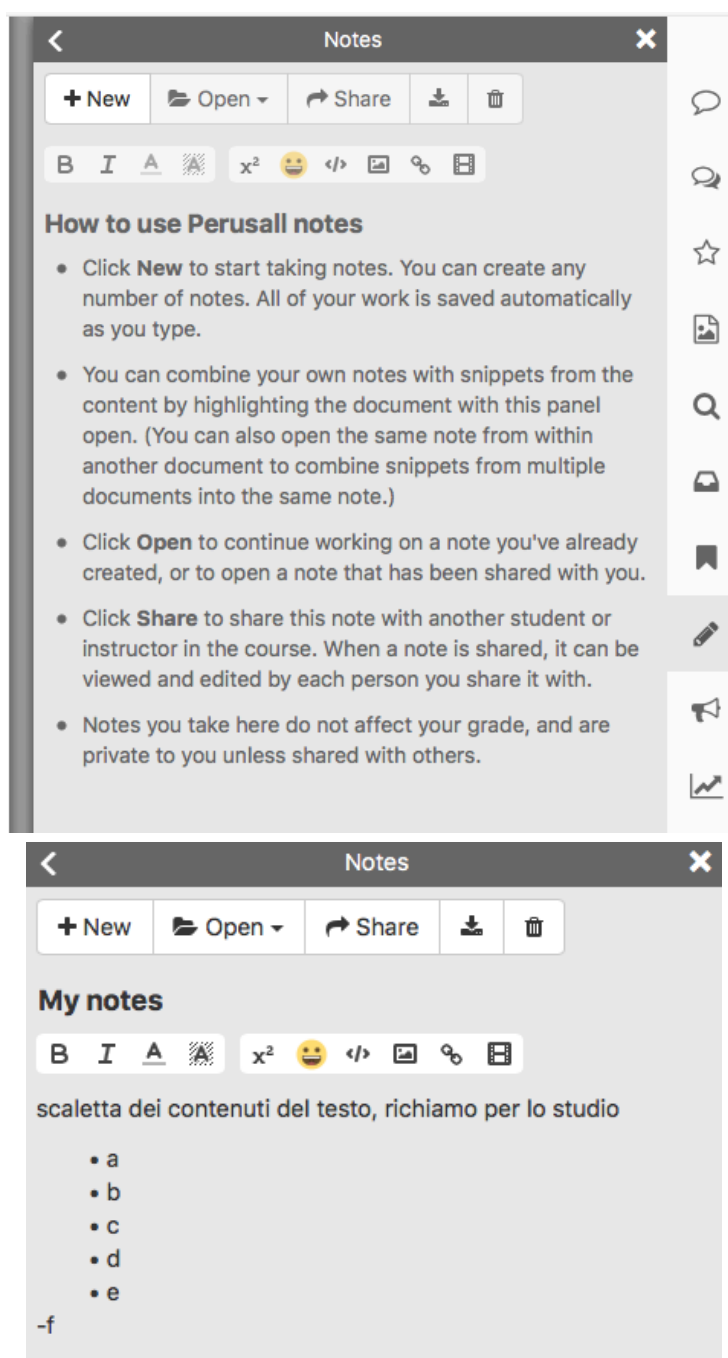 Notes
New Open Share
B I A A x² </>
How to use Perusall notes
• Click New to start taking notes. You can create any
number of notes. All of your work is saved automatically
as you type.
• You can combine your own notes with snippets from the
content by highlighting the document with this panel
open. (You can also open the same note from within
another document to combine snippets from multiple
documents into the same note.)
• Click Open to continue working on a note you've already
created, or to open a note that has been shared with you.
• Click Share to share this note with another student or
instructor in the course. When a note is shared, it can be
viewed and edited by each person you share it with.
• Notes you take here do not affect your grade, and are
private to you unless shared with others.
Notes
New Open Share
My notes
B I A A x² </>
scaletta dei contenuti del testo, richiamo per lo studio
• a
• b
• c
• d
• e
-f